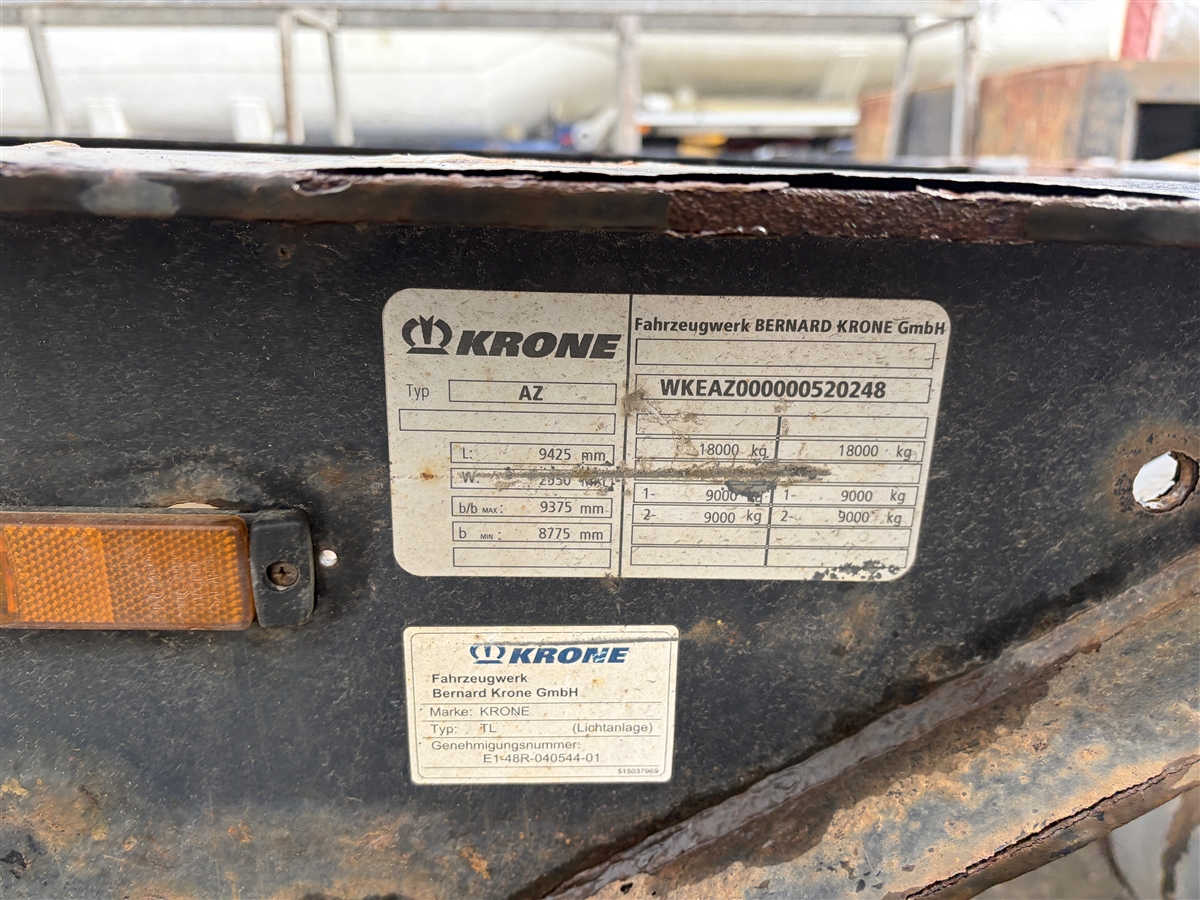 KRONE
Typ AZ
L: 9425 mm
W: 2550 mm
b/b MAX: 9375 mm
b MIN: 8775 mm
Fahrzeugwerk BERNARD KRONE GmbH
WKEAZ000000520248
18000 kg 18000 kg
1- 9000 kg 1- 9000 kg
2- 9000 kg 2- 9000 kg
KRONE
Fahrzeugwerk
Bernard Krone GmbH
Marke: KRONE
Typ: TL (Lichtanlage)
Genehmigungsnummer:
E1-48R-040544-01
515037969